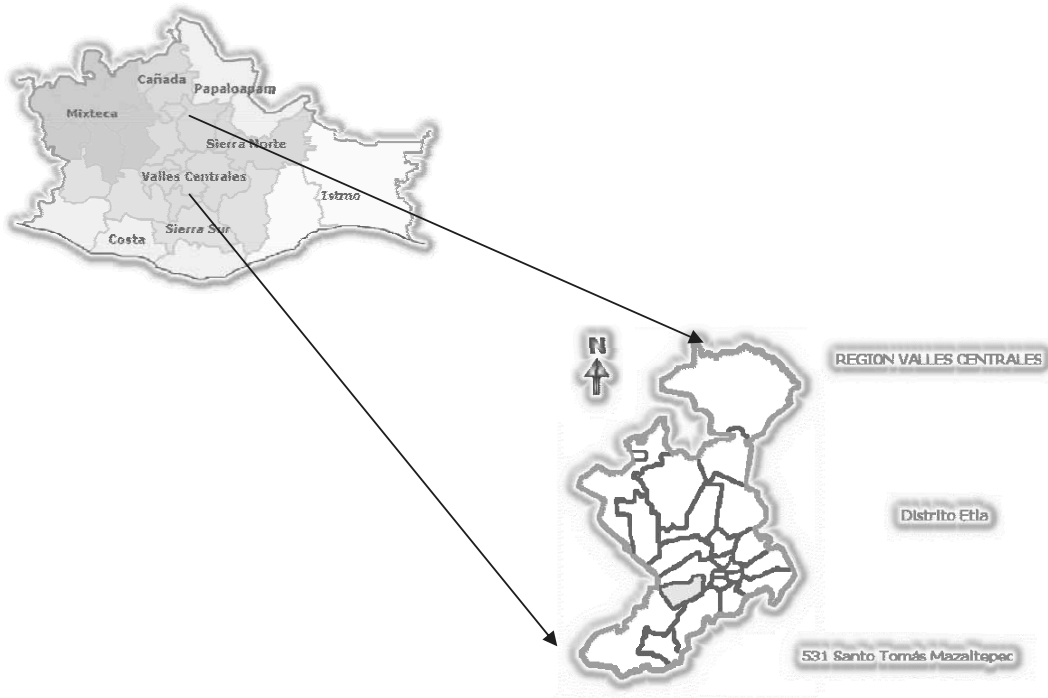 Cañada
Papaloapam
Mixteca
Sierra Norte
Valles Centrales
Istmo
Sierra Sur
Costa
N
REGION VALLES CENTRALES
Distrito Etla
531 Santo Tomás Mazaltepec